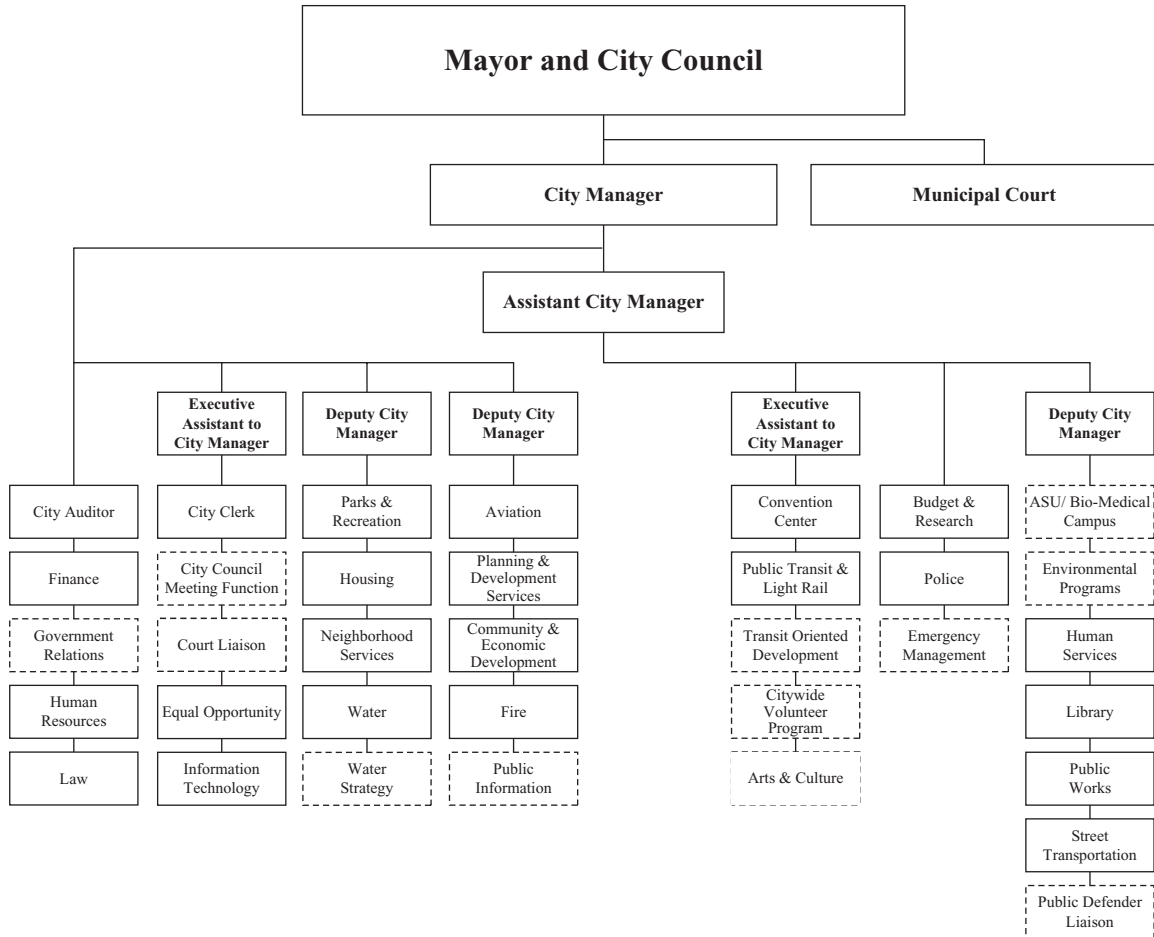 Mayor and City Council
City Manager
Municipal Court
Assistant City Manager
Executive
Assistant to
City Manager
Deputy City
Manager
Deputy City
Manager
Executive
Assistant to
City Manager
Deputy City
Manager
City Auditor
Finance
Government
Relations
Human
Resources
Law
City Clerk
City Council
Meeting Function
Court Liaison
Equal Opportunity
Information
Technology
Parks &
Recreation
Housing
Neighborhood
Services
Water
Water
Strategy
Aviation
Planning &
Development
Services
Community &
Economic
Development
Fire
Public
Information
Convention
Center
Public Transit &
Light Rail
Transit Oriented
Development
Citywide
Volunteer
Program
Arts & Culture
Budget &
Research
Police
Emergency
Management
ASU/ Bio-Medical
Campus
Environmental
Programs
Human
Services
Library
Public
Works
Street
Transportation
Public Defender
Liaison